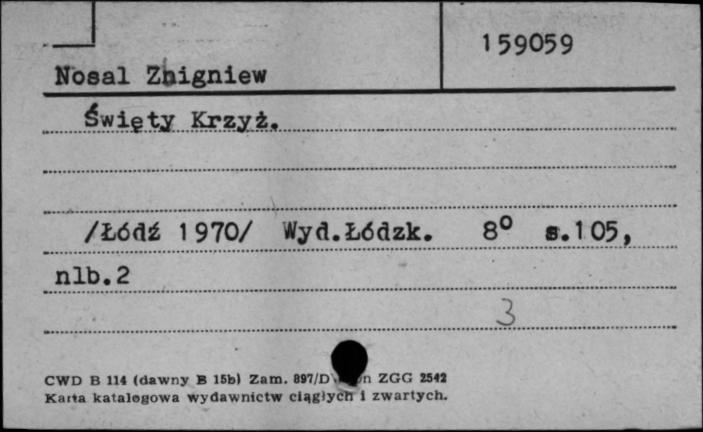 159059
Nosal Zbigniew
Święty Krzyż.
/Łódź 1970/ Wyd.Łódzk. 8° s.105,
nlb.2
3
CWD B 114 (dawny B 15b) Zam. 897/D ZGG 2542
Karta katalogowa wydawnictw ciągłych i zwartych.